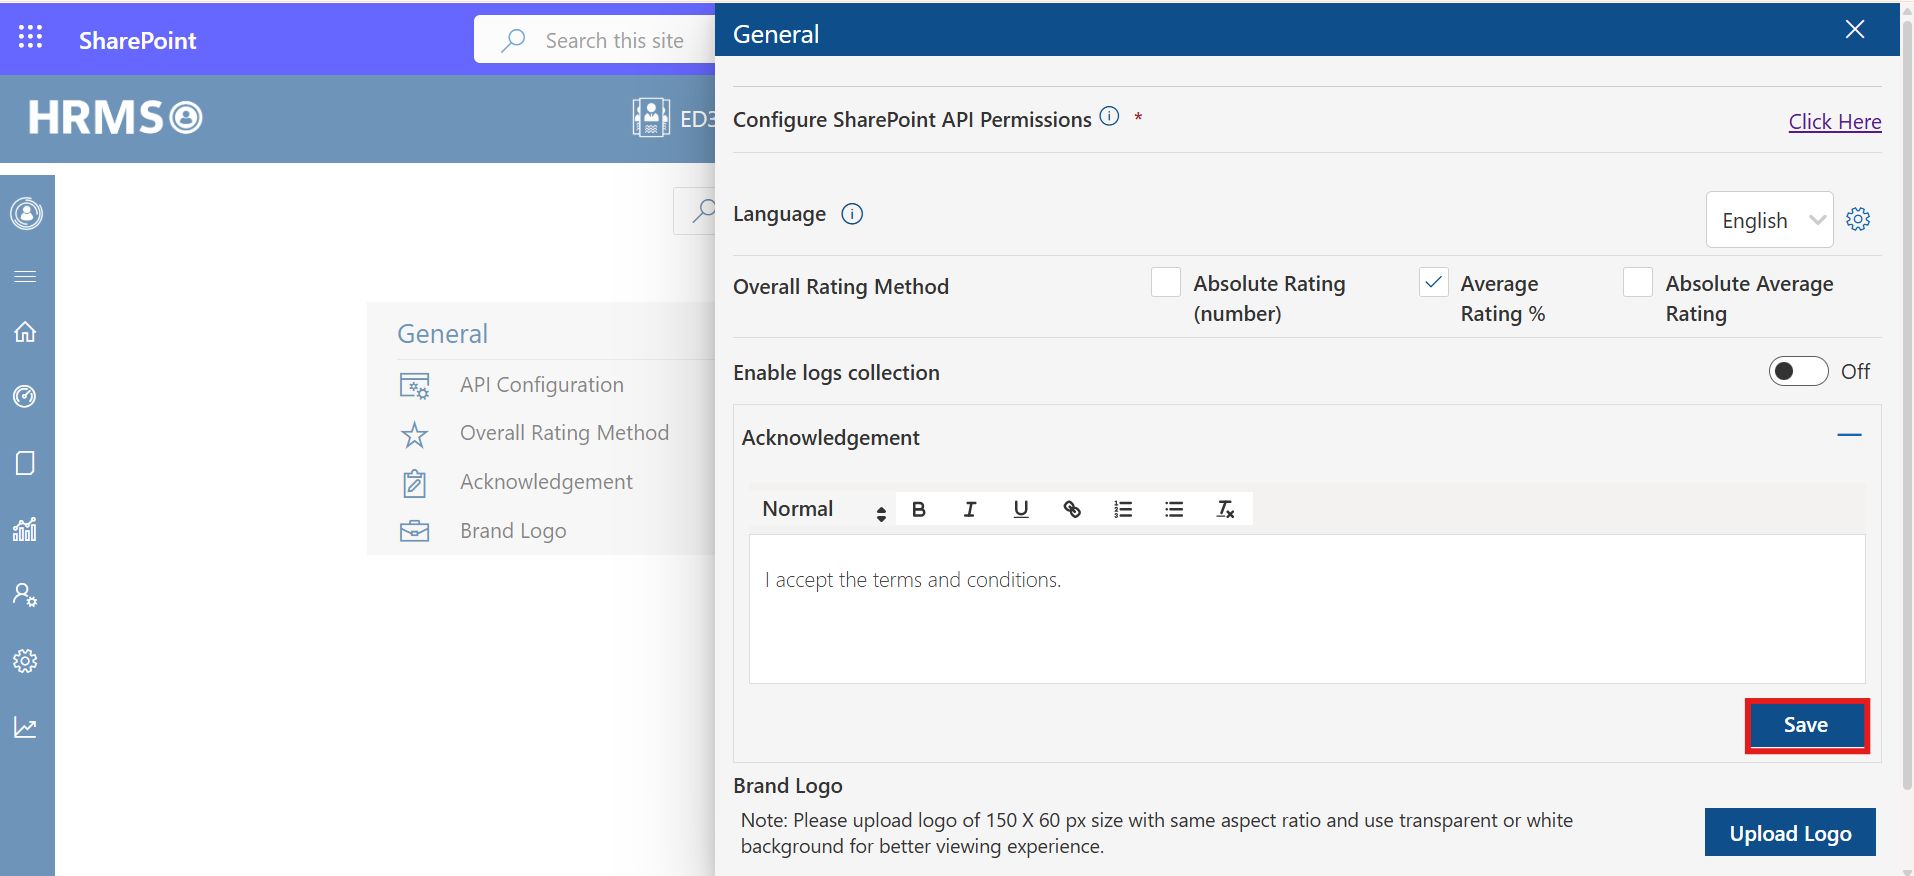 SharePoint
Search this site
HRMS
ED3
General
API Configuration
Overall Rating Method
Acknowledgement
Brand Logo
General
Configure SharePoint API Permissions *
Click Here
Language
English
Overall Rating Method
Absolute Rating
(number)
Average
Rating %
Absolute Average
Rating
Enable logs collection
Off
Acknowledgement
Normal
I accept the terms and conditions.
Save
Brand Logo
Note: Please upload logo of 150 X 60 px size with same aspect ratio and use transparent or white
background for better viewing experience.
Upload Logo